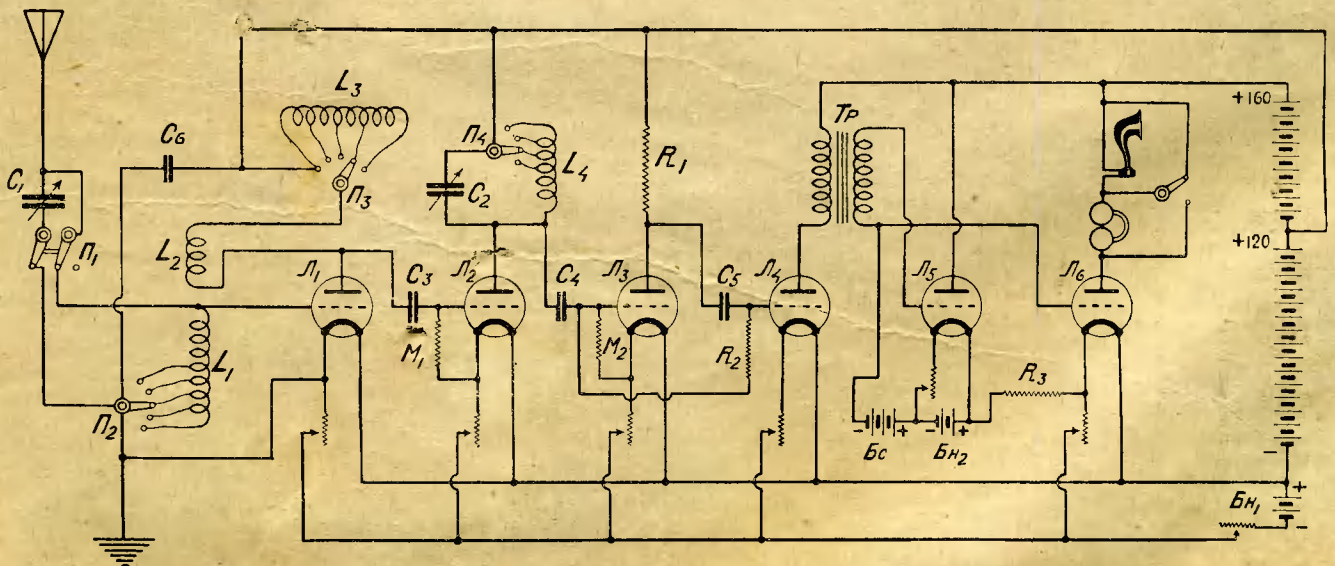 L₃
C₆
П₄
L₄
R₁
Тр
+160
C₁
П₃
C₂
П₁
L₂
+120
Л₁
C₃
Л₂
C₄
Л₃
C₅
Л₄
Л₅
Л₆
M₁
M₂
R₂
L₁
R₃
П₂
- +
- +
Бс
Бн₂
-
+
Бн₁
-